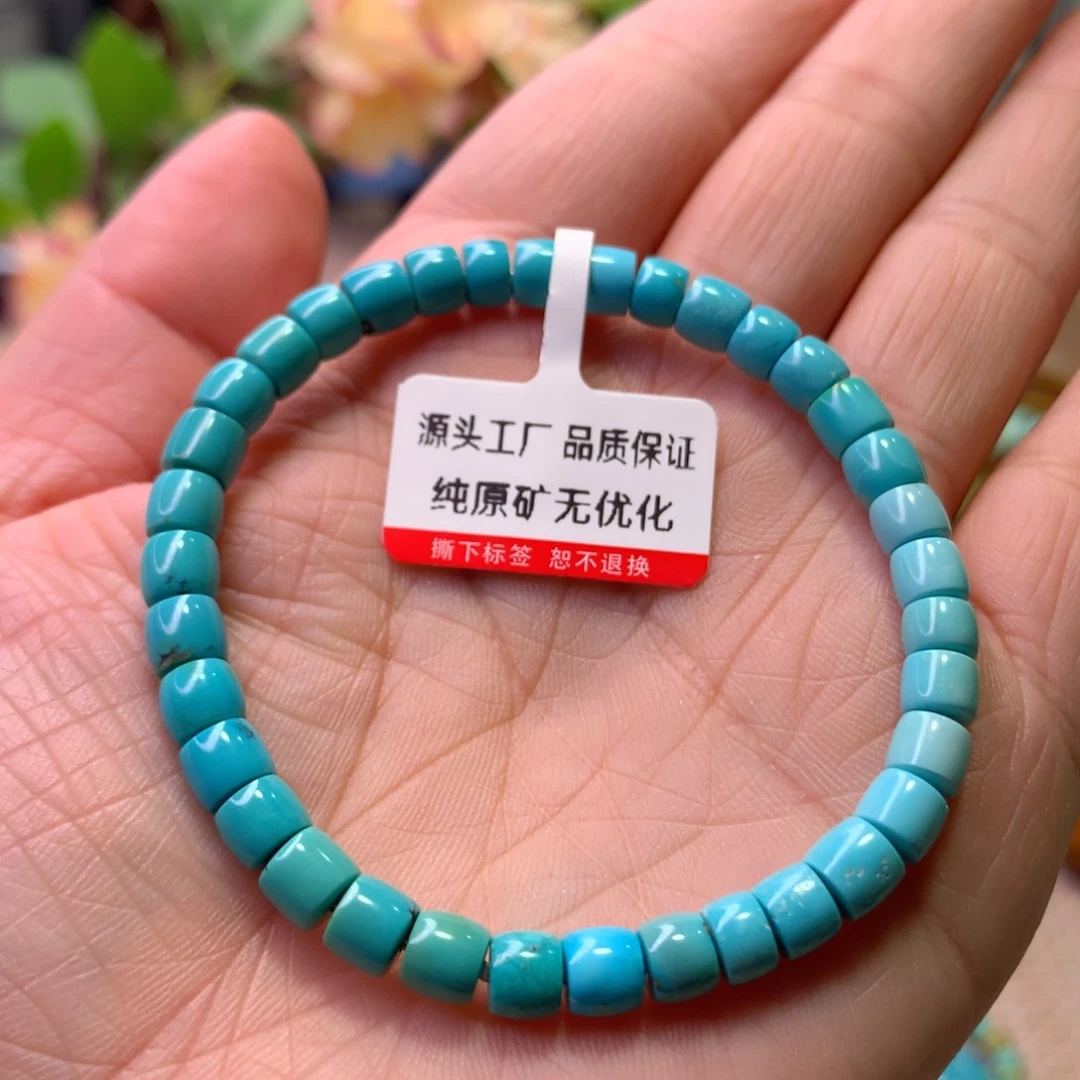 源头工厂 品质保证
纯原矿无优化
撕下标签 恕不退换